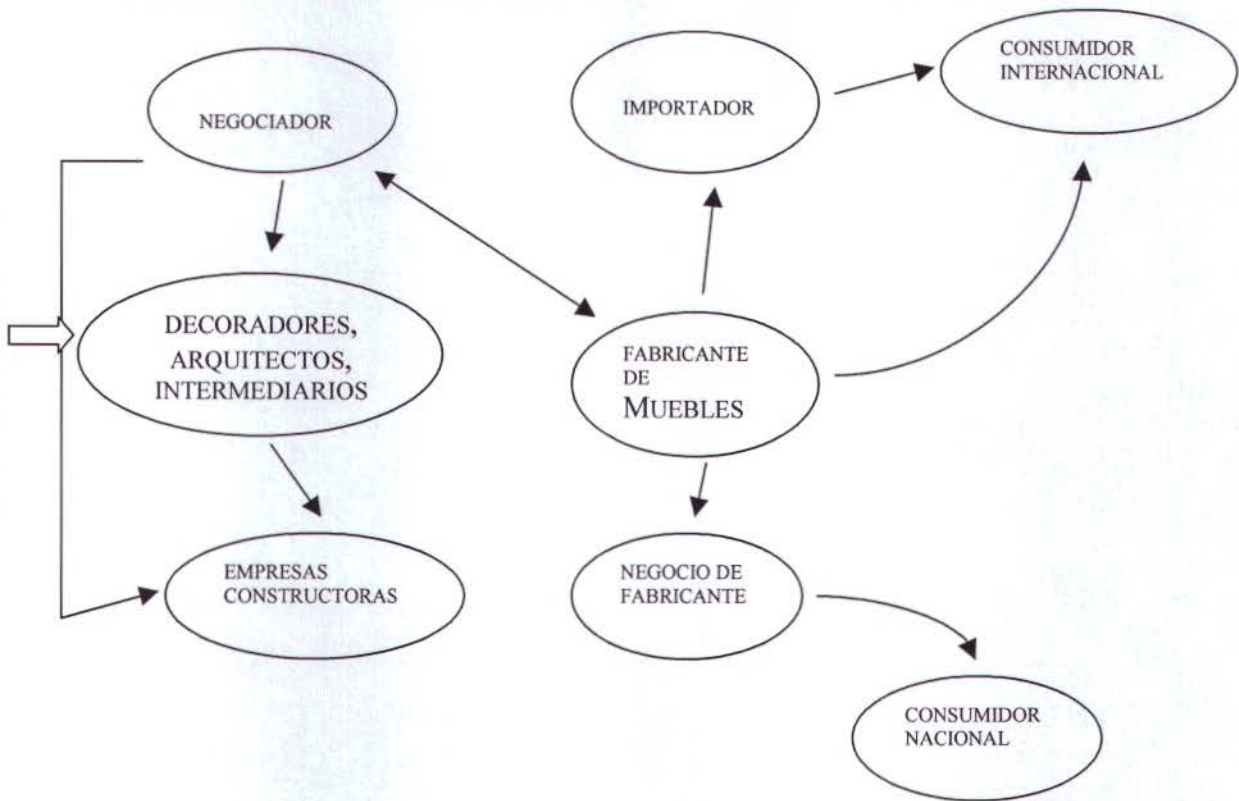 CONSUMIDOR
INTERNACIONAL
IMPORTADOR
NEGOCIADOR
DECORADORES,
ARQUITECTOS,
INTERMEDIARIOS
FABRICANTE
DE
MUEBLES
EMPRESAS
CONSTRUCTORAS
NEGOCIO DE
FABRICANTE
CONSUMIDOR
NACIONAL